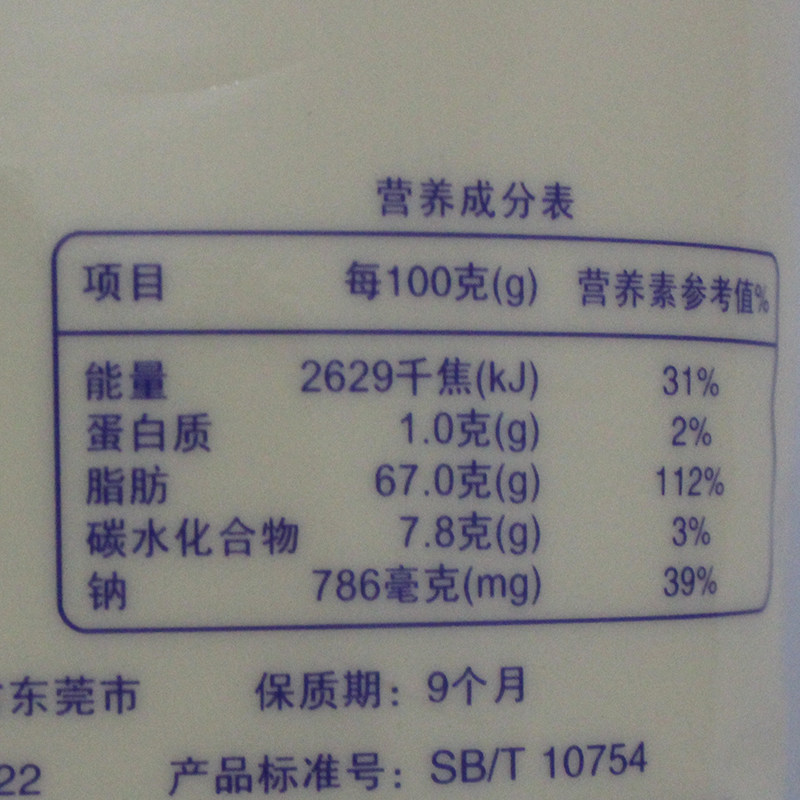 营养成分表
项目 每100克(g) 营养素参考值%
能量 2629千焦(kJ) 31%
蛋白质 1.0克(g) 2%
脂肪 67.0克(g) 112%
碳水化合物 7.8克(g) 3%
钠 786毫克(mg) 39%
东莞市 保质期：9个月
22 产品标准号：SB/T 10754